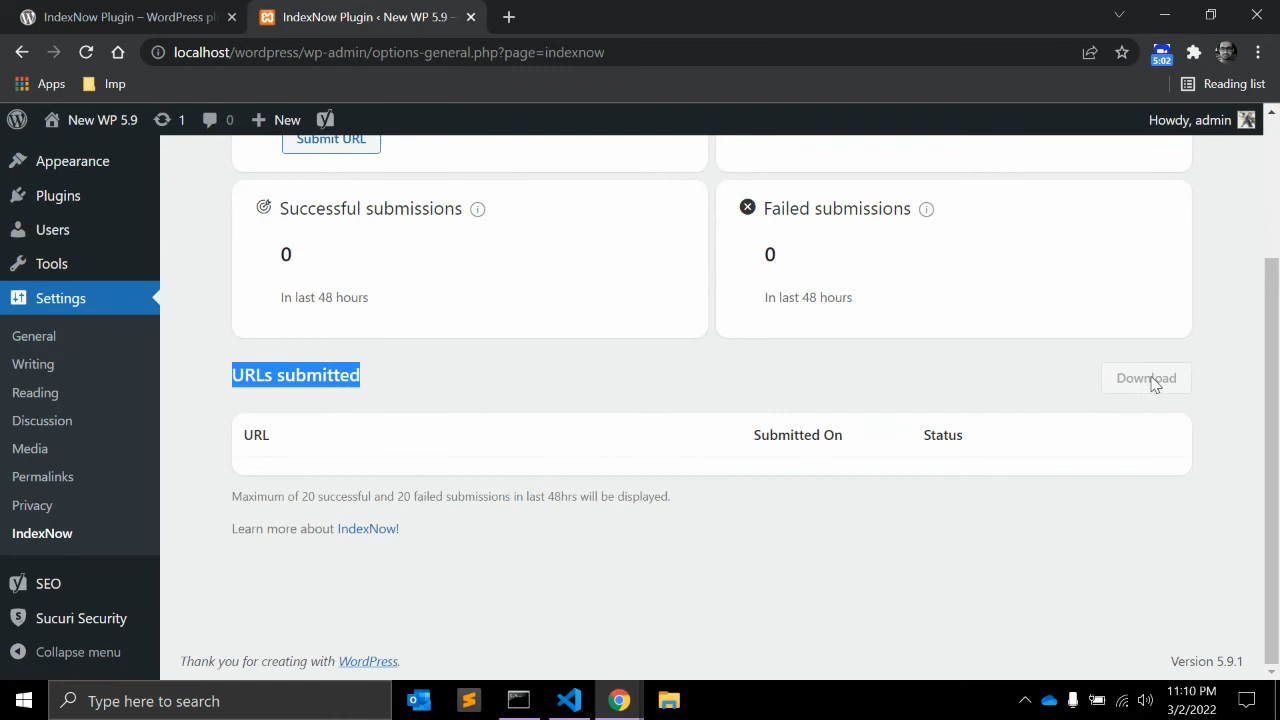 IndexNow Plugin – WordPress pl
IndexNow Plugin ‹ New WP 5.9 –
localhost/wordpress/wp-admin/options-general.php?page=indexnow
5:02
Apps
Imp
Reading list
New WP 5.9
1
0
New
Howdy, admin
Appearance
Plugins
Users
Tools
Settings
General
Writing
Reading
Discussion
Media
Permalinks
Privacy
IndexNow
SEO
Sucuri Security
Collapse menu
Submit URL
Successful submissions
0
In last 48 hours
Failed submissions
0
In last 48 hours
URLs submitted
Download
URL Submitted On Status
Maximum of 20 successful and 20 failed submissions in last 48hrs will be displayed.
Learn more about IndexNow!
Thank you for creating with WordPress.
Version 5.9.1
Type here to search
11:10 PM
3/2/2022